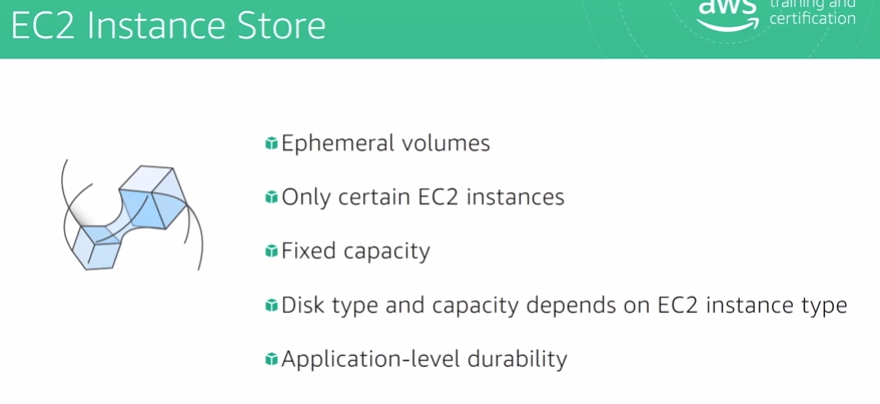 EC2 Instance Store
aws
training and
certification
Ephemeral volumes
Only certain EC2 instances
Fixed capacity
Disk type and capacity depends on EC2 instance type
Application-level durability